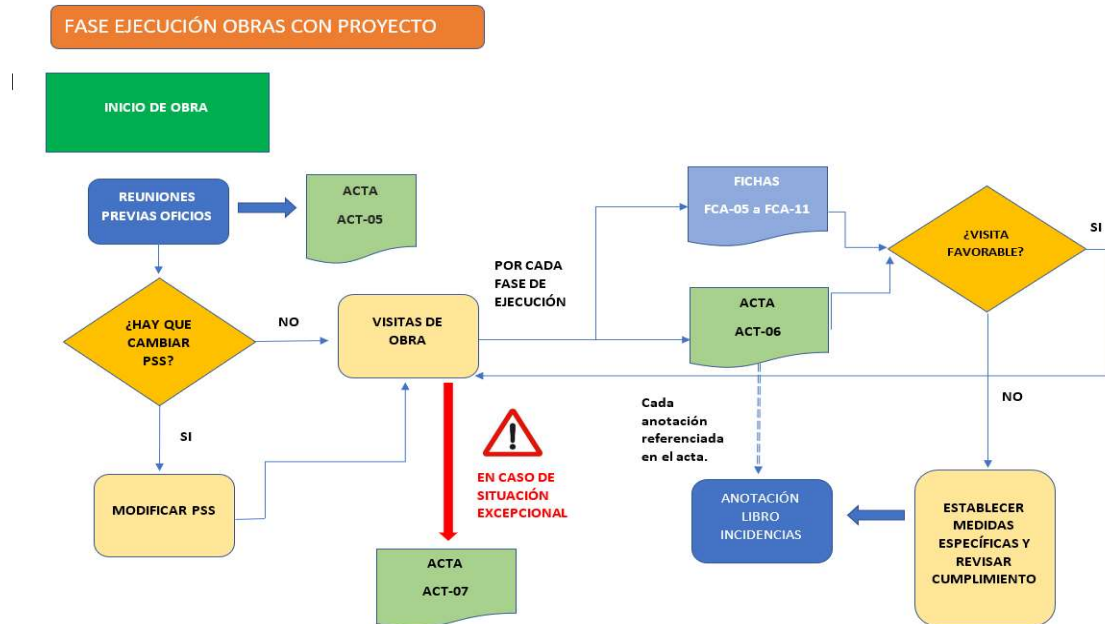 FASE EJECUCIÓN OBRAS CON PROYECTO
INICIO DE OBRA
REUNIONES
PREVIAS OFICIOS
ACTA
ACT-05
¿HAY QUE
CAMBIAR
PSS?
NO
SI
MODIFICAR PSS
VISITAS DE
OBRA
POR CADA
FASE DE
EJECUCIÓN
EN CASO DE
SITUACIÓN
EXCEPCIONAL
ACTA
ACT-07
FICHAS
FCA-05 a FCA-11
ACTA
ACT-06
Cada
anotación
referenciada
en el acta.
ANOTACIÓN
LIBRO
INCIDENCIAS
¿VISITA
FAVORABLE?
SI
NO
ESTABLECER
MEDIDAS
ESPECÍFICAS Y
REVISAR
CUMPLIMIENTO